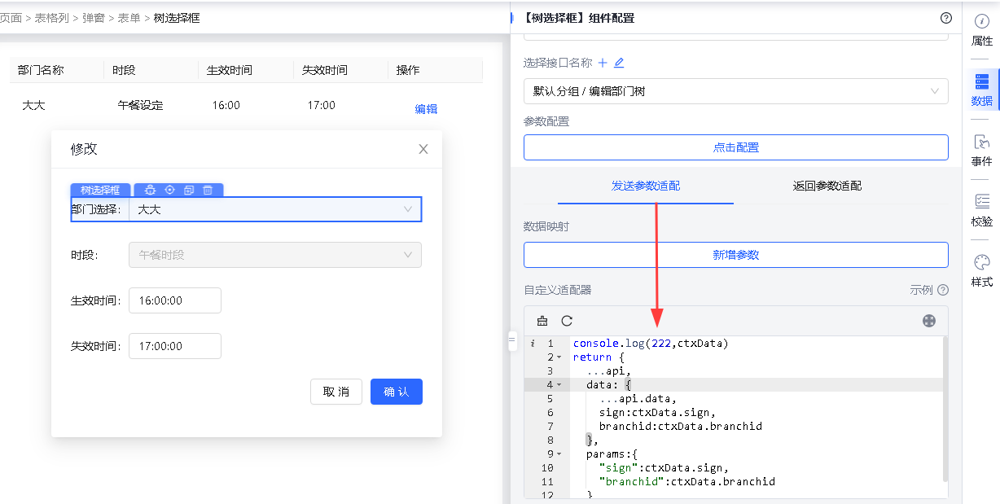 页面 > 表格列 > 弹窗 > 表单 > 树选择框
部门名称 时段 生效时间 失效时间 操作
大大 午餐设定 16:00 17:00 编辑
修改
树选择框
部门选择: 大大
时段: 午餐时段
生效时间: 16:00:00
失效时间: 17:00:00
取 消 确 认
【树选择框】组件配置
选择接口名称
默认分组 / 编辑部门树
参数配置
点击配置
发送参数适配 返回参数适配
数据映射
新增参数
自定义适配器 示例
1 console.log(222,ctxData)
2 return {
3 ...api,
4 data: {
5 ...api.data,
6 sign:ctxData.sign,
7 branchid:ctxData.branchid
8 },
9 params:{
10 "sign":ctxData.sign,
11 "branchid":ctxData.branchid
12 }
属性
数据
事件
校验
样式